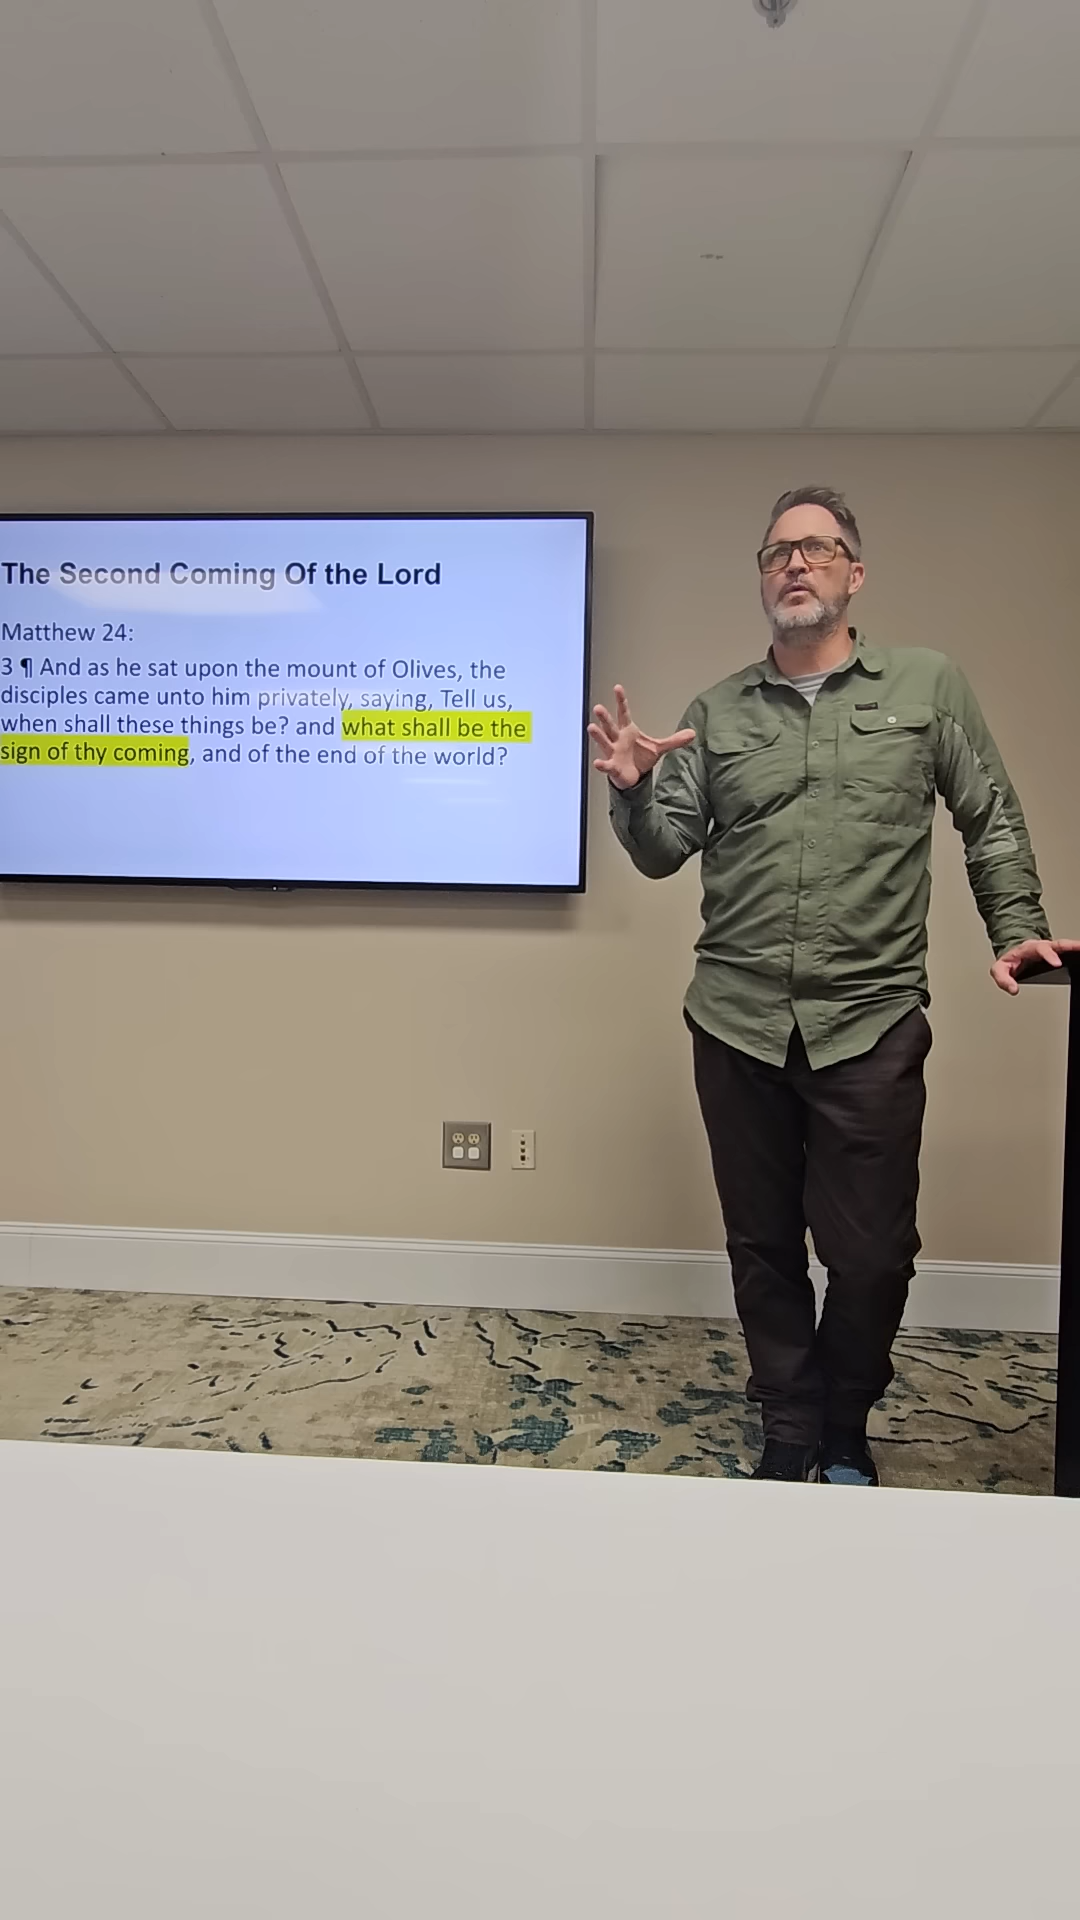 The Second Coming Of the Lord
Matthew 24:
3 ¶ And as he sat upon the mount of Olives, the
disciples came unto him privately, saying, Tell us,
when shall these things be? and what shall be the
sign of thy coming, and of the end of the world?